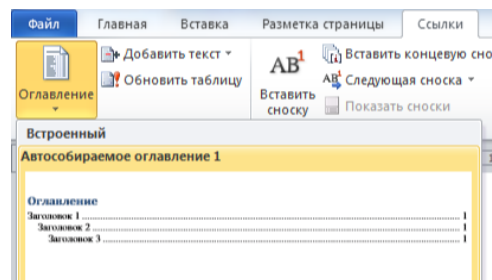 Файл Главная Вставка Разметка страницы Ссылки
Добавить текст АВ¹ Вставить концевую сно
Обновить таблицу Следующая сноска
Оглавление Вставить сноску Показать сноски
Встроенный
Автособираемое оглавление 1
Оглавление
Заголовок 1 1
Заголовок 2 1
Заголовок 3 1